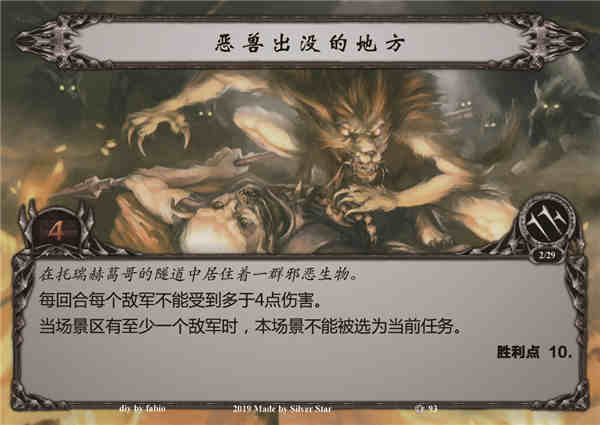 恶兽出没的地方
4
2/29
在托瑞赫葛哥的隧道中居住着一群邪恶生物。
每回合每个敌军不能受到多于4点伤害。
当场景区有至少一个敌军时，本场景不能被选为当前任务。
胜利点 10.
diy by fabio 2019 Made by Silver Star 93